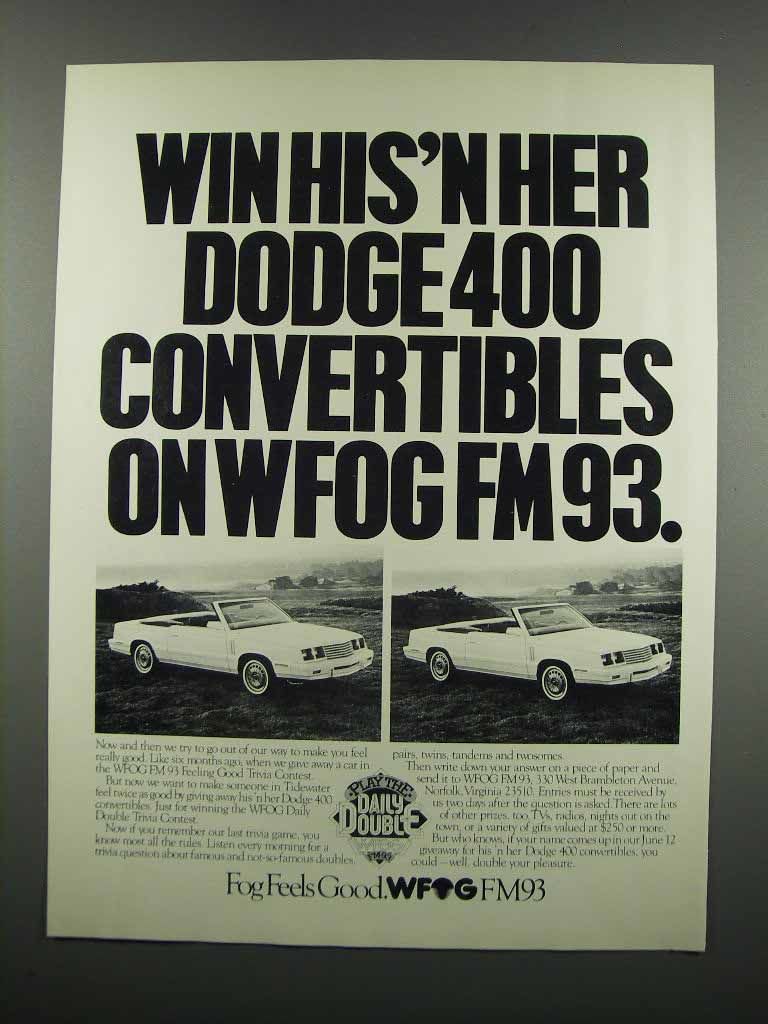 WIN HIS'N HER
DODGE 400
CONVERTIBLES
ON WFOG FM 93.
Now and then we try to go out of our way to make you feel
really good. Like six months ago, when we gave away a car in
the WFOG FM 93 Feeling Good Trivia Contest.
But now we want to make someone in Tidewater
feel twice as good by giving away his 'n her Dodge 400
convertibles. Just for winning the WFOG Daily
Double Trivia Contest.
Now if you remember our last trivia game, you
know most all the rules. Listen every morning for a
trivia question about famous and not-so-famous doubles,
PLAY THE
DAILY
DOUBLE
WFOG
FM93
pairs, twins, tandems and twosomes.
Then write down your answer on a piece of paper and
send it to WFOG FM 93, 330 West Brambleton Avenue,
Norfolk, Virginia 23510. Entries must be received by
us two days after the question is asked. There are lots
of other prizes, too. TVs, radios, nights out on the
town, or a variety of gifts valued at $250 or more.
But who knows, if your name comes up in our June 12
giveaway for his 'n her Dodge 400 convertibles, you
could—well, double your pleasure.
Fog Feels Good. WFOG FM93